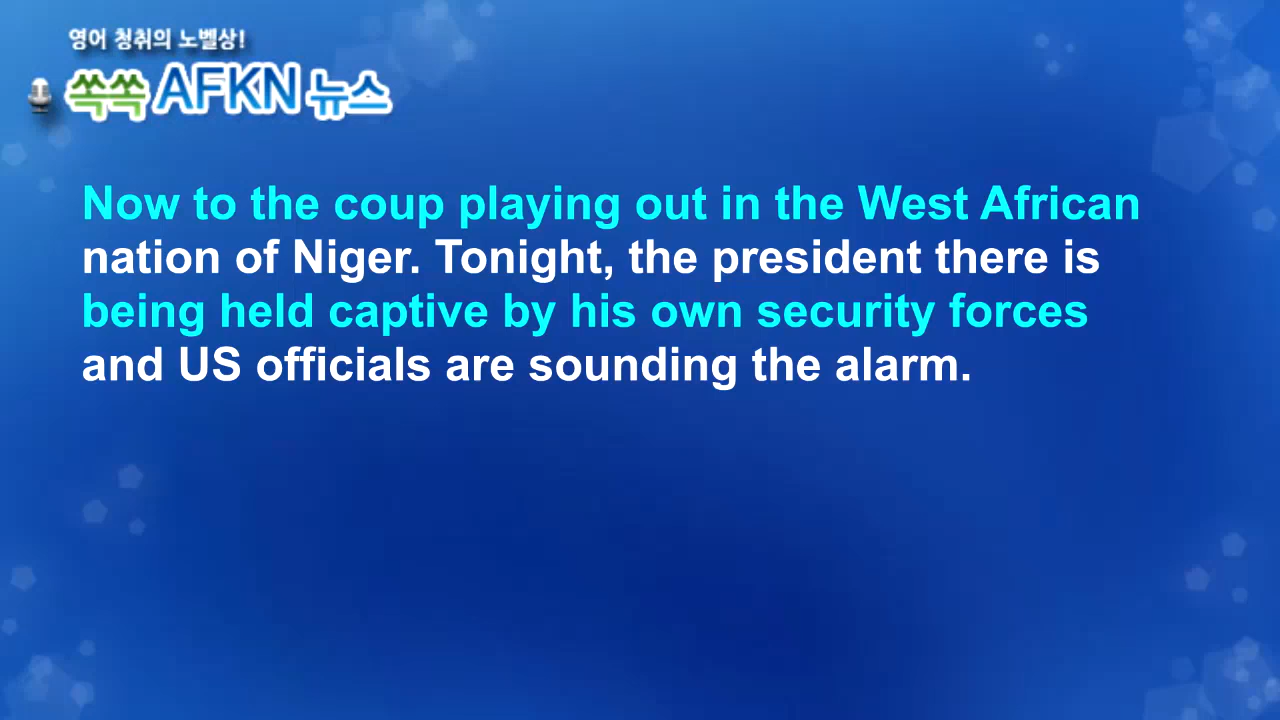 영어 청취의 노벨상!
쏙쏙 AFKN 뉴스
Now to the coup playing out in the West African
nation of Niger. Tonight, the president there is
being held captive by his own security forces
and US officials are sounding the alarm.